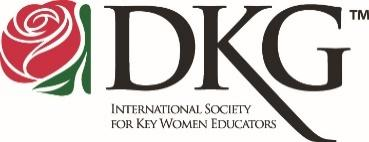 DKG™
INTERNATIONAL SOCIETY
FOR KEY WOMEN EDUCATORS